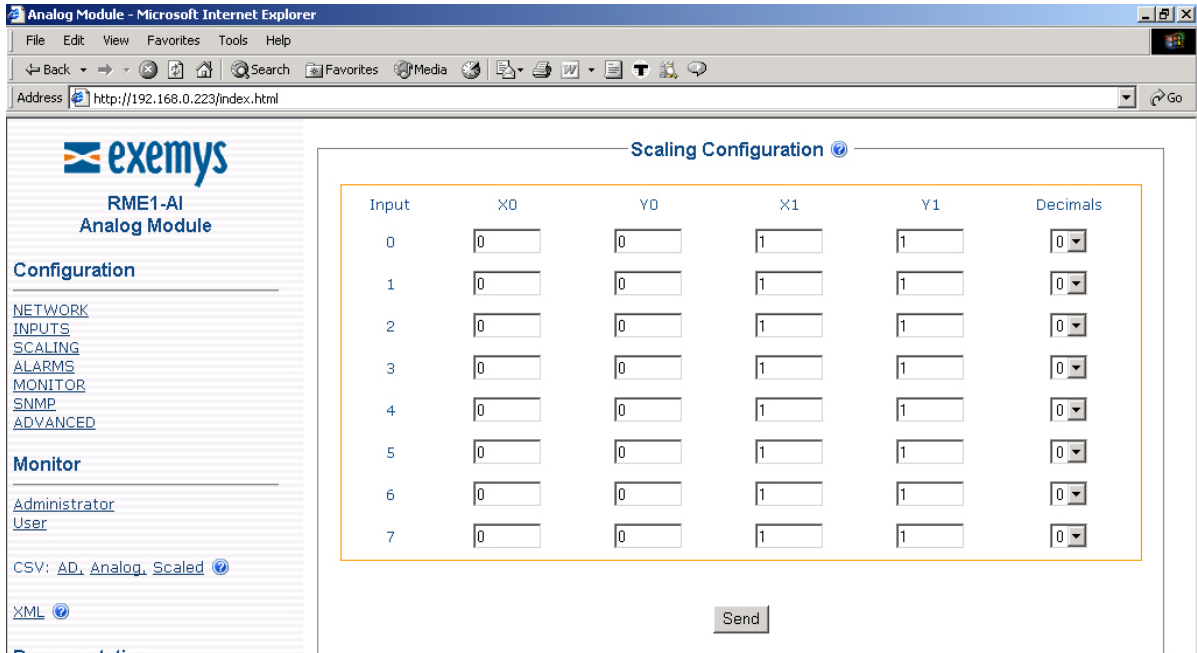 Analog Module - Microsoft Internet Explorer
File Edit View Favorites Tools Help
Back Search Favorites Media
Address http://192.168.0.223/index.html Go
exemys
RME1-AI
Analog Module
Configuration
NETWORK
INPUTS
SCALING
ALARMS
MONITOR
SNMP
ADVANCED
Monitor
Administrator
User
CSV: AD, Analog, Scaled
XML
Scaling Configuration
Input X0 Y0 X1 Y1 Decimals
0 0 0 1 1 0
1 0 0 1 1 0
2 0 0 1 1 0
3 0 0 1 1 0
4 0 0 1 1 0
5 0 0 1 1 0
6 0 0 1 1 0
7 0 0 1 1 0
Send